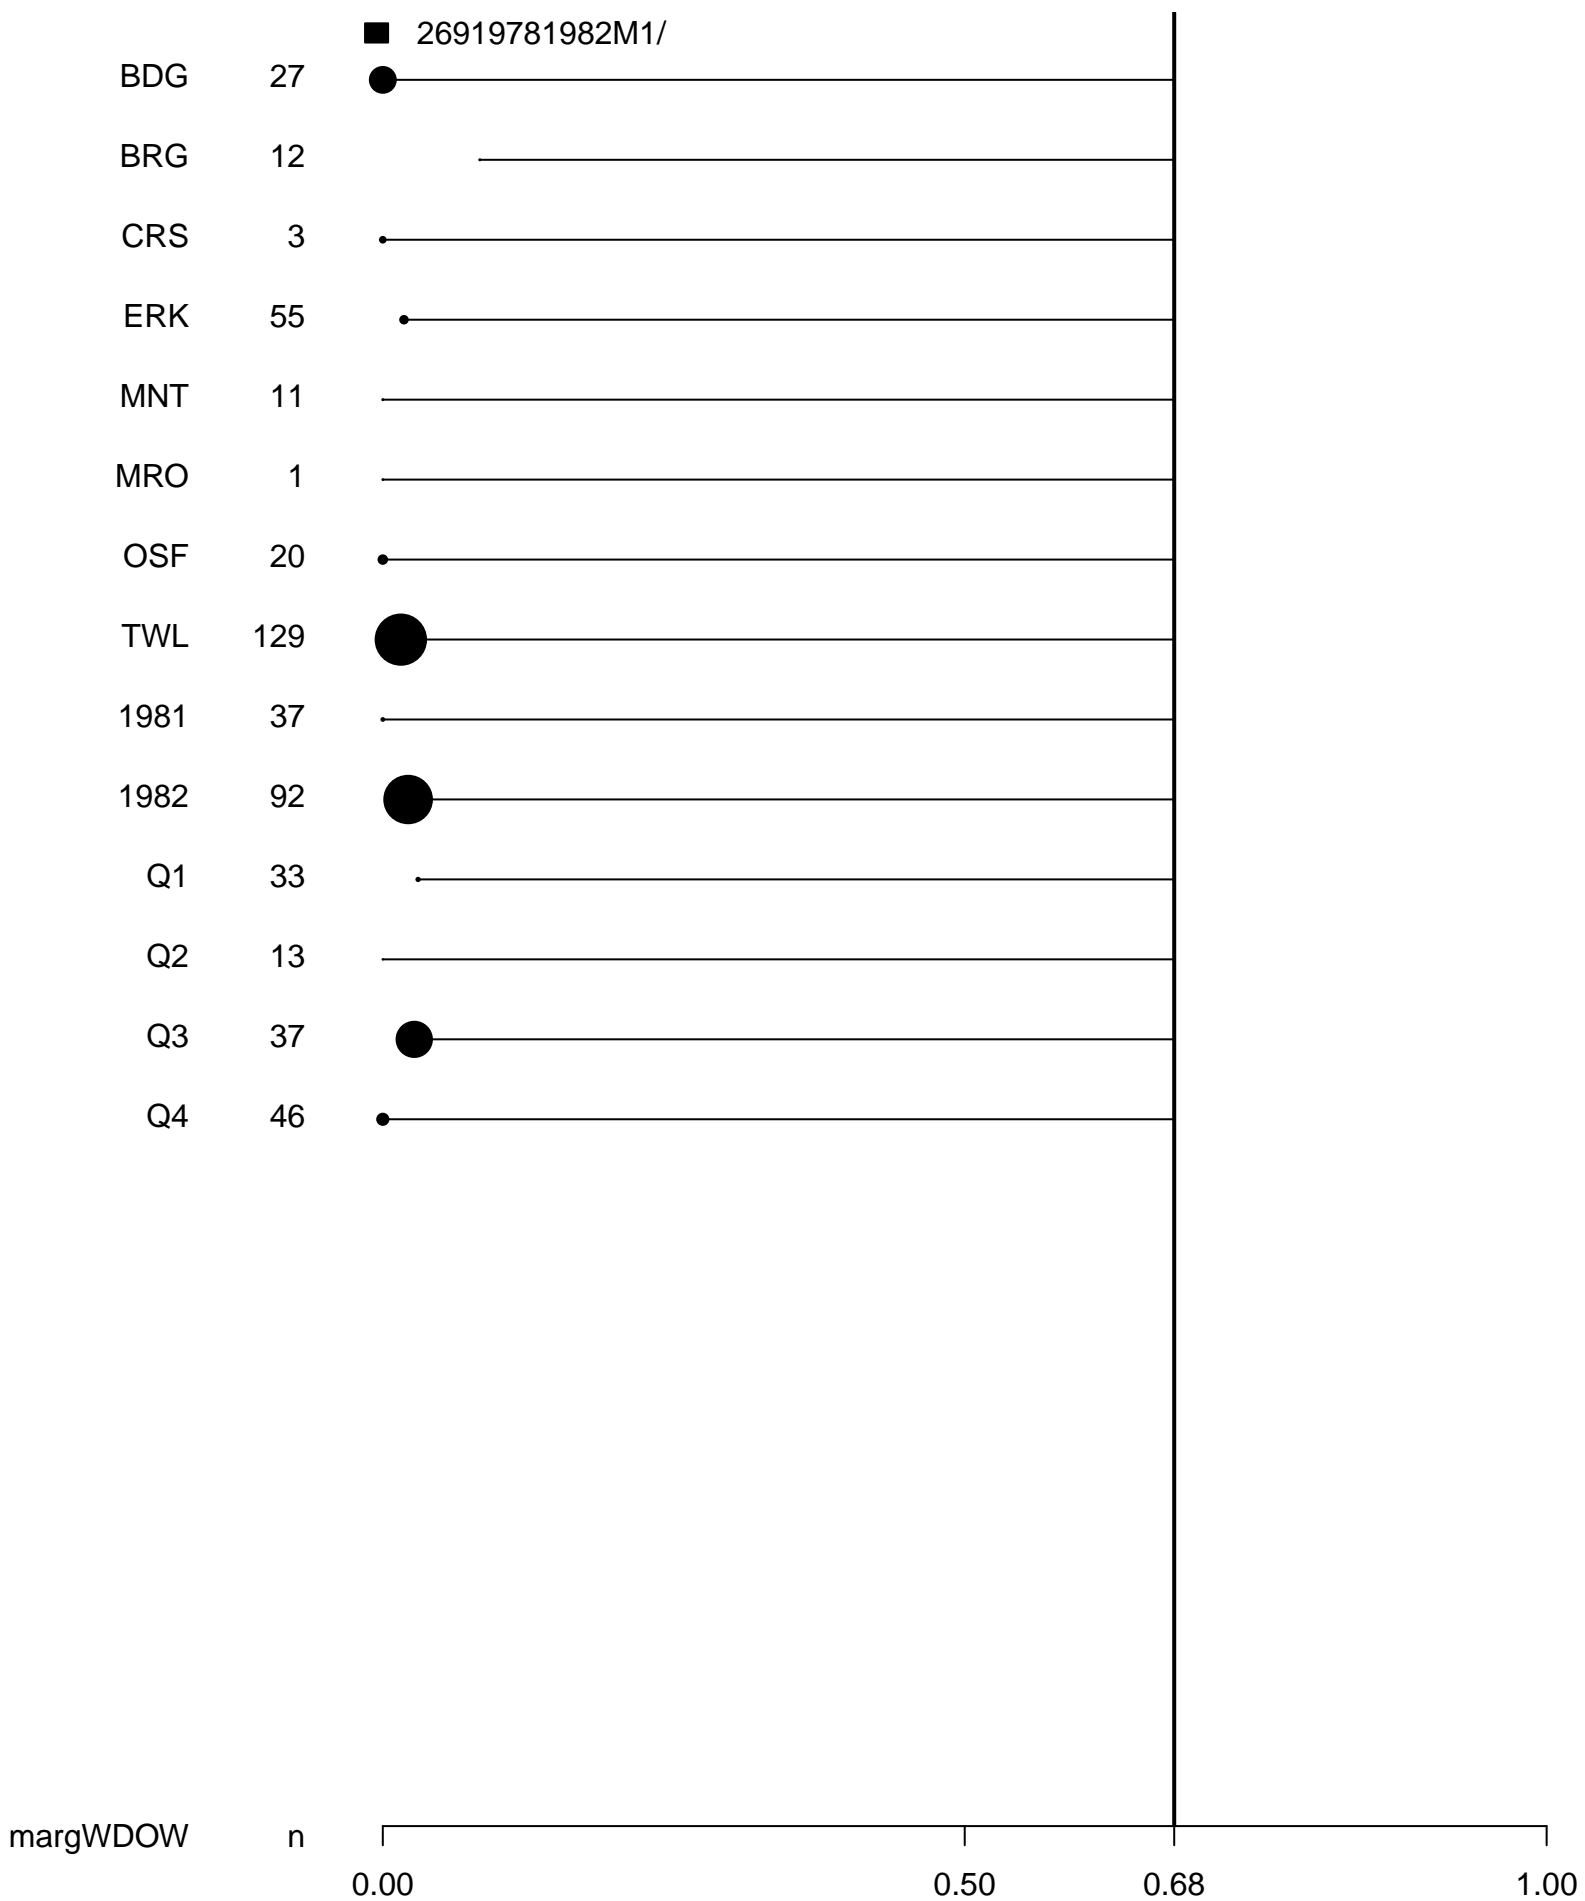 26919781982M1/
BDG 27
BRG 12
CRS 3
ERK 55
MNT 11
MRO 1
OSF 20
TWL 129
1981 37
1982 92
Q1 33
Q2 13
Q3 37
Q4 46
margWDOW n
0.00 0.50 0.68 1.00